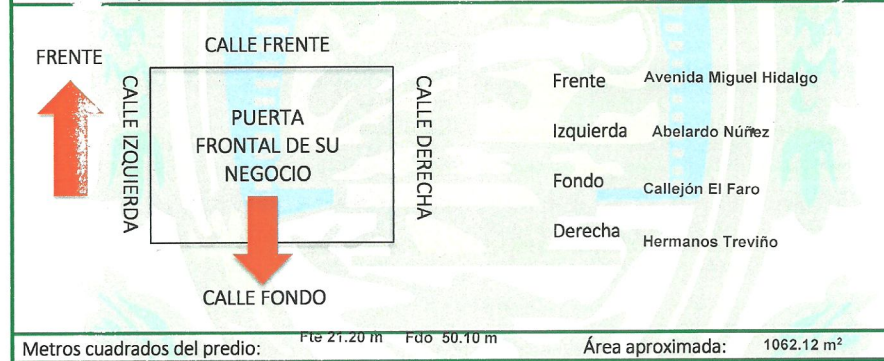 CALLE FRENTE
FRENTE
CALLE IZQUIERDA
PUERTA
FRONTAL DE SU
NEGOCIO
CALLE DERECHA
CALLE FONDO
Frente Avenida Miguel Hidalgo
Izquierda Abelardo Núñez
Fondo Callejón El Faro
Derecha Hermanos Treviño
Metros cuadrados del predio: Fte 21.20 m Fdo 50.10 m Área aproximada: 1062.12 m²